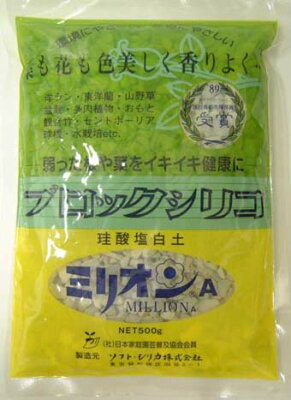 も花も色美しく香りよく
洋ラン・東洋蘭・山野草
多肉植物・おもと
観音竹・セントポーリア
球根・水栽培etc.
'89
受賞
弱った根や葉をイキイキ健康に
ブロックシリコ
珪酸塩白土
ミリオンA
MILLION A
NET500g
(社)日本家庭園芸普及協会会員
製造元 ソフト・シリカ株式会社